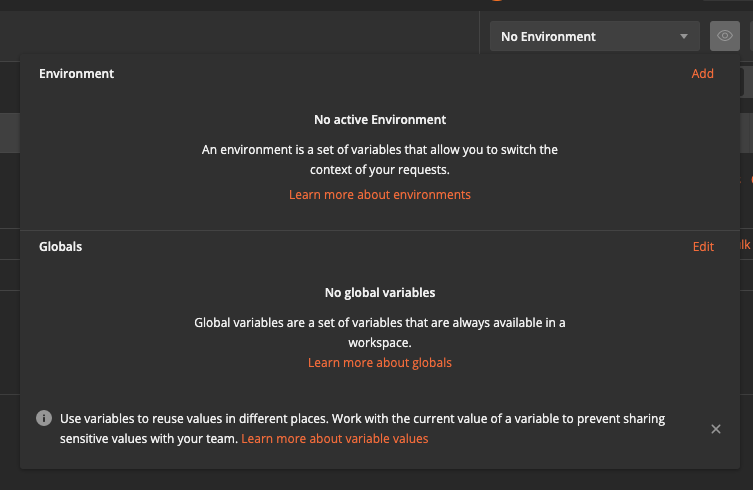 No Environment
Environment
Add
No active Environment
An environment is a set of variables that allow you to switch the
context of your requests.
Learn more about environments
Globals
Edit
No global variables
Global variables are a set of variables that are always available in a
workspace.
Learn more about globals
Use variables to reuse values in different places. Work with the current value of a variable to prevent sharing
sensitive values with your team. Learn more about variable values